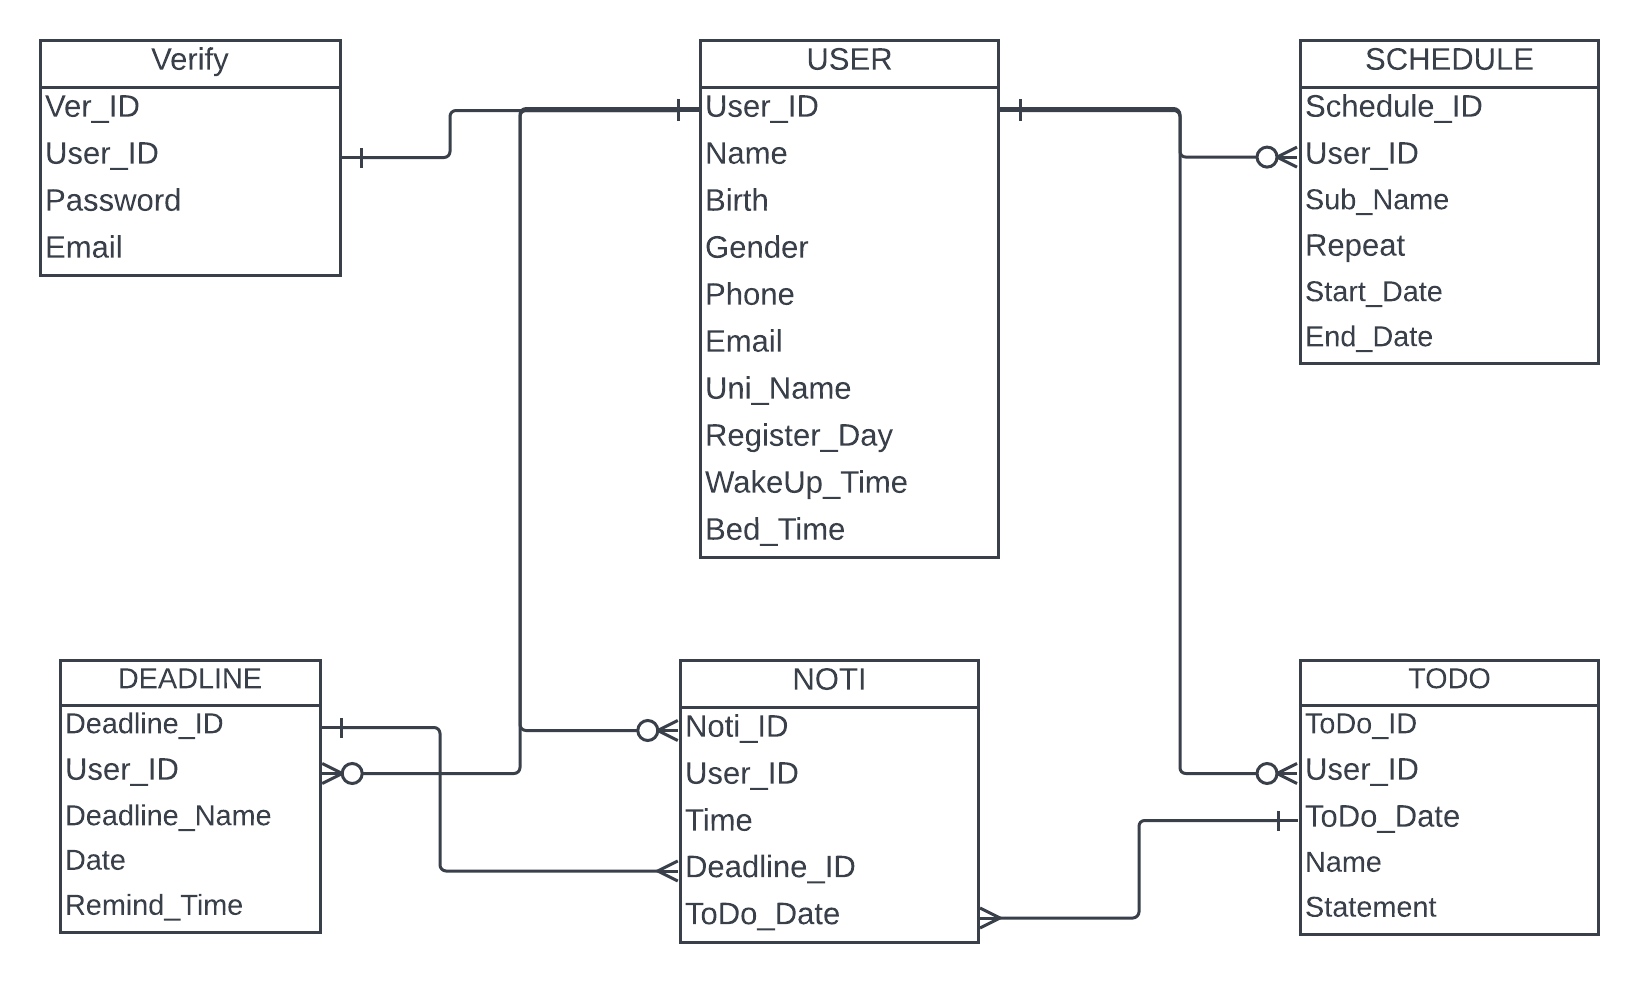 Verify
Ver_ID
User_ID
Password
Email
USER
User_ID
Name
Birth
Gender
Phone
Email
Uni_Name
Register_Day
WakeUp_Time
Bed_Time
SCHEDULE
Schedule_ID
User_ID
Sub_Name
Repeat
Start_Date
End_Date
DEADLINE
Deadline_ID
User_ID
Deadline_Name
Date
Remind_Time
NOTI
Noti_ID
User_ID
Time
Deadline_ID
ToDo_Date
TODO
ToDo_ID
User_ID
ToDo_Date
Name
Statement